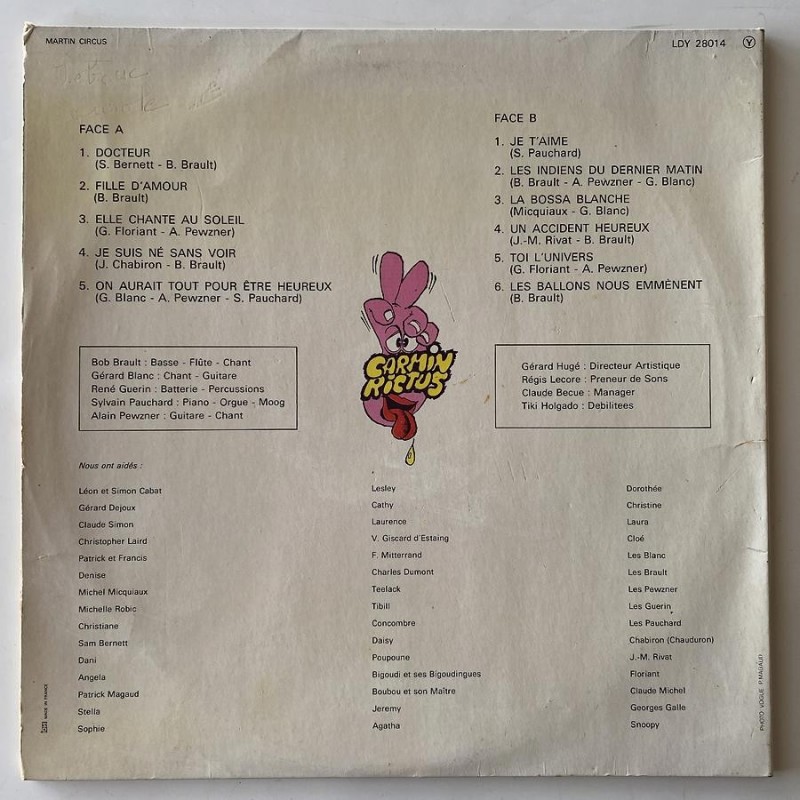 MARTIN CIRCUS
LDY 28014 Y
FACE A
1. DOCTEUR
(S. Bernett - B. Brault)
2. FILLE D'AMOUR
(B. Brault)
3. ELLE CHANTE AU SOLEIL
(G. Floriant - A. Pewzner)
4. JE SUIS NÉ SANS VOIR
(J. Chabiron - B. Brault)
5. ON AURAIT TOUT POUR ÊTRE HEUREUX
(G. Blanc - A. Pewzner - S. Pauchard)
FACE B
1. JE T'AIME
(S. Pauchard)
2. LES INDIENS DU DERNIER MATIN
(B. Brault - A. Pewzner - G. Blanc)
3. LA BOSSA BLANCHE
(Micquiaux - G. Blanc)
4. UN ACCIDENT HEUREUX
(J.-M. Rivat - B. Brault)
5. TOI L'UNIVERS
(G. Floriant - A. Pewzner)
6. LES BALLONS NOUS EMMÈNENT
(B. Brault)
CARMIN
RICTUS
Bob Brault : Basse - Flûte - Chant
Gérard Blanc : Chant - Guitare
René Guerin : Batterie - Percussions
Sylvain Pauchard : Piano - Orgue - Moog
Alain Pewzner : Guitare - Chant
Gérard Hugé : Directeur Artistique
Régis Lecore : Preneur de Sons
Claude Becue : Manager
Tiki Holgado : Debilitees
Nous ont aidés :
Léon et Simon Cabat
Gérard Dejoux
Claude Simon
Christopher Laird
Patrick et Francis
Denise
Michel Micquiaux
Michelle Robic
Christiane
Sam Bernett
Dani
Angela
Patrick Magaud
Stella
Sophie
Lesley
Cathy
Laurence
V. Giscard d'Estaing
F. Mitterrand
Charles Dumont
Teelack
Tibill
Concombre
Daisy
Poupoune
Bigoudi et ses Bigoudingues
Boubou et son Maître
Jeremy
Agatha
Dorothée
Christine
Laura
Cloé
Les Blanc
Les Brault
Les Pewzner
Les Guerin
Les Pauchard
Chabiron (Chauduron)
J.-M. Rivat
Floriant
Claude Michel
Georges Galle
Snoopy
MADE IN FRANCE
PHOTO VOGUE P. MAGAUD